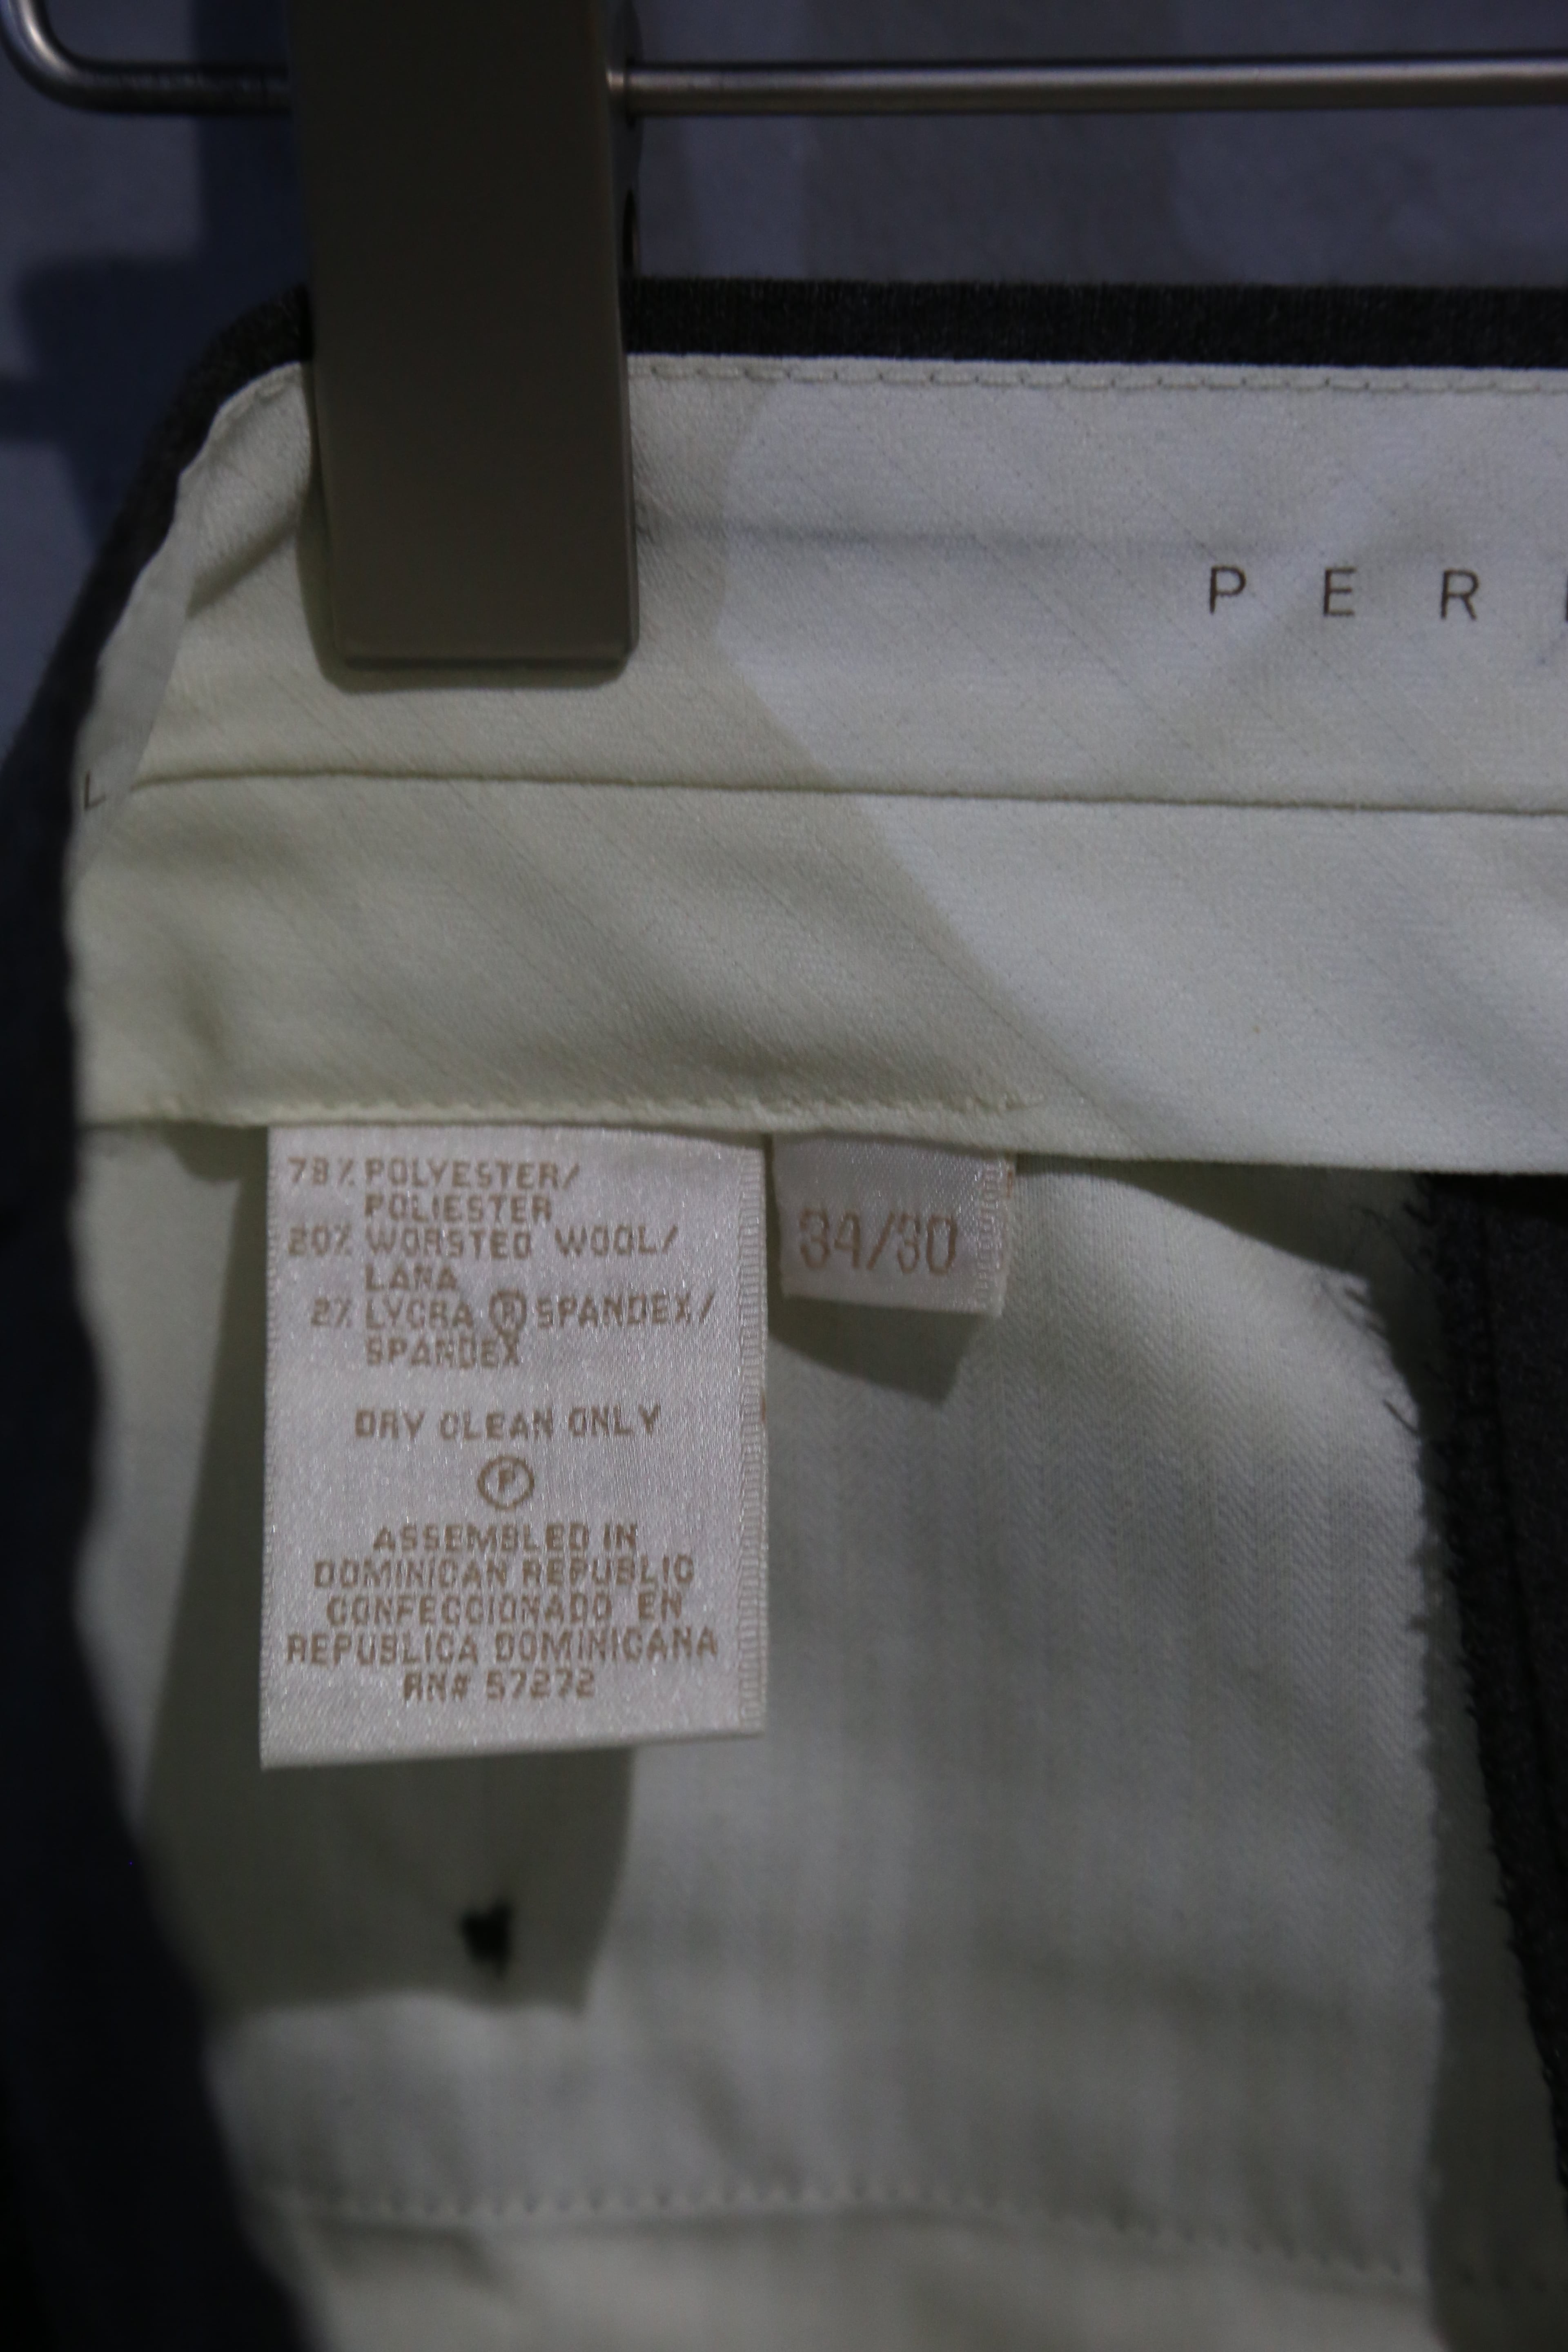 P E R
L
78% POLYESTER/
POLIESTER
20% WORSTED WOOL/
LANA
2% LYCRA ® SPANDEX/
SPANDEX
DRY CLEAN ONLY
P
ASSEMBLED IN
DOMINICAN REPUBLIC
CONFECCIONADO EN
REPUBLICA DOMINICANA
RN# 57272
34/30